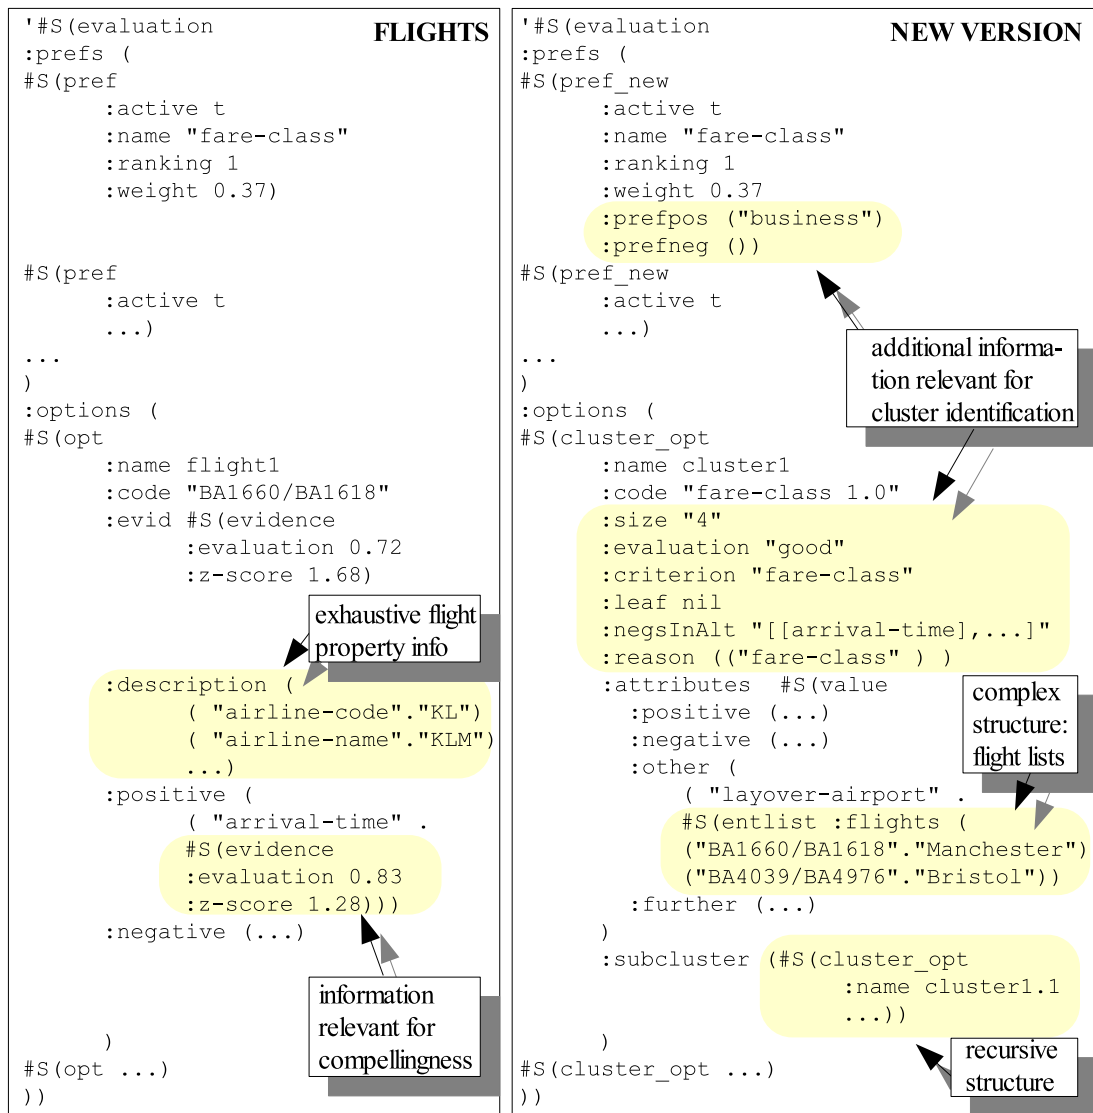 FLIGHTS
'#S(evaluation
:prefs (
#S(pref
:active t
:name "fare-class"
:ranking 1
:weight 0.37)
#S(pref
:active t
...)
...
)
:options (
#S(opt
:name flight1
:code "BA1660/BA1618"
:evid #S(evidence
:evaluation 0.72
:z-score 1.68)
exhaustive flight
property info
:description (
( "airline-code"."KL")
( "airline-name"."KLM")
...)
:positive (
( "arrival-time" .
#S(evidence
:evaluation 0.83
:z-score 1.28)))
:negative (...)
information
relevant for
compellingness
)
#S(opt ...)
))
NEW VERSION
'#S(evaluation
:prefs (
#S(pref_new
:active t
:name "fare-class"
:ranking 1
:weight 0.37
:prefpos ("business")
:prefneg ())
#S(pref_new
:active t
...)
...
)
additional informa-
tion relevant for
cluster identification
:options (
#S(cluster_opt
:name cluster1
:code "fare-class 1.0"
:size "4"
:evaluation "good"
:criterion "fare-class"
:leaf nil
:negsInAlt "[[arrival-time],...]"
:reason (("fare-class" ) )
:attributes #S(value
:positive (...)
:negative (...)
:other (
complex
structure:
flight lists
( "layover-airport" .
#S(entlist :flights (
("BA1660/BA1618"."Manchester")
("BA4039/BA4976"."Bristol"))
:further (...)
)
:subcluster (#S(cluster_opt
:name cluster1.1
...))
)
recursive
structure
#S(cluster_opt ...)
))